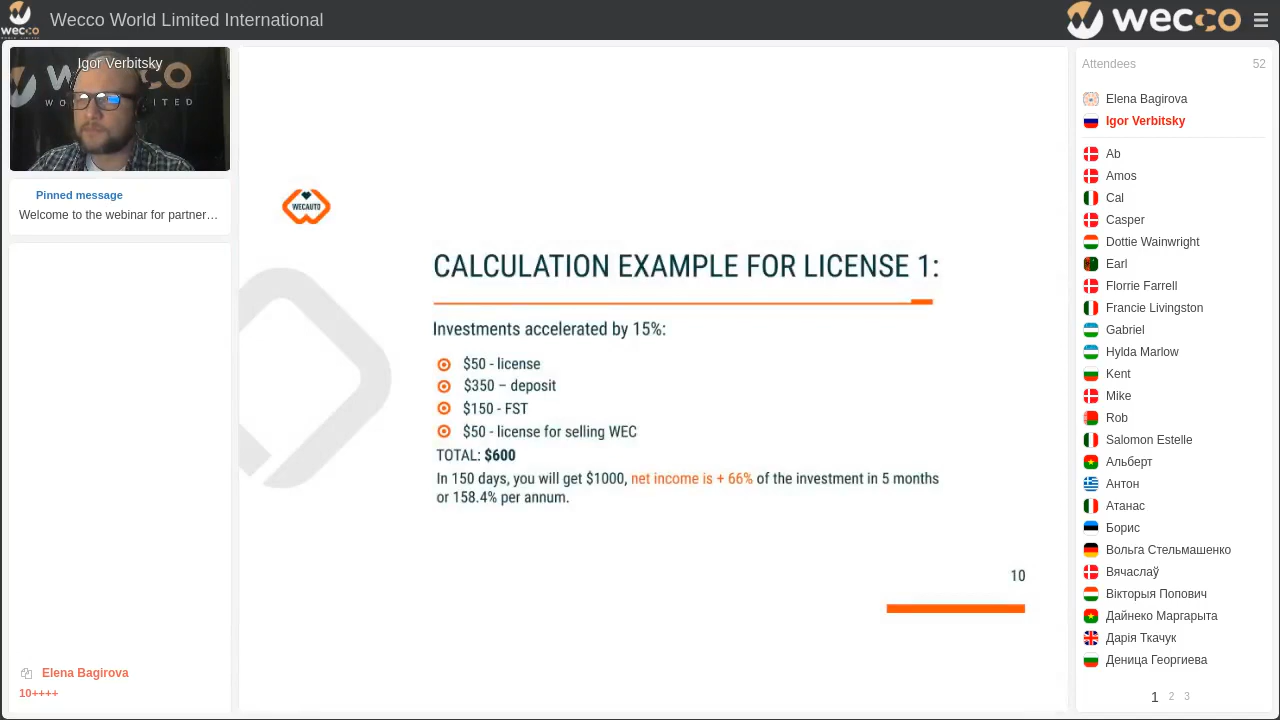 Wecco World Limited International
wecco
wecco
Igor Verbitsky
Pinned message
Welcome to the webinar for partner…
Elena Bagirova
10++++
WECAUTO
CALCULATION EXAMPLE FOR LICENSE 1:
Investments accelerated by 15%:
$50 - license
$350 – deposit
$150 - FST
$50 - license for selling WEC
TOTAL: $600
In 150 days, you will get $1000, net income is + 66% of the investment in 5 months
or 158.4% per annum.
10
Attendees 52
Elena Bagirova
Igor Verbitsky
Ab
Amos
Cal
Casper
Dottie Wainwright
Earl
Florrie Farrell
Francie Livingston
Gabriel
Hylda Marlow
Kent
Mike
Rob
Salomon Estelle
Альберт
Антон
Атанас
Борис
Вольга Стельмашенко
Вячаслаў
Вікторыя Попович
Дайнеко Маргарыта
Дарія Ткачук
Деница Георгиева
1 2 3